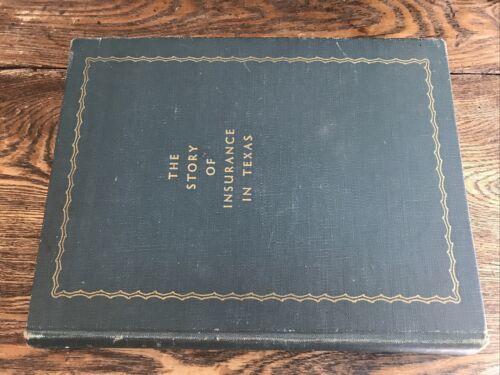 THE
STORY
OF
INSURANCE
IN TEXAS